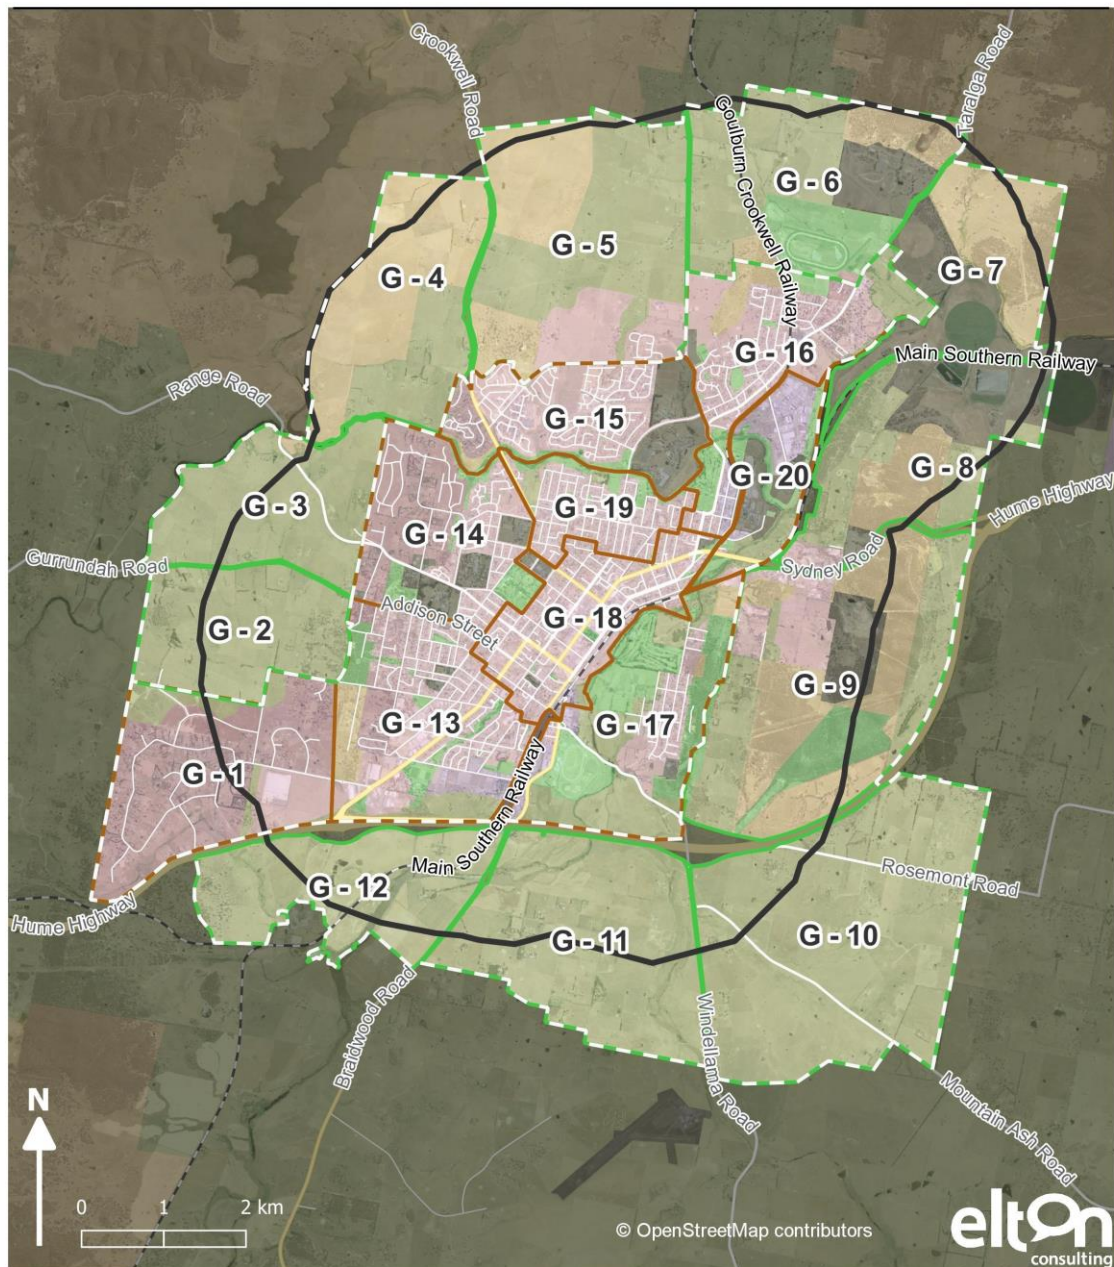 Crookwell Road
Goulburn Crookwell Railway
Taralga Road
G - 6
G - 5
G - 4
G - 7
G - 16
Main Southern Railway
Range Road
G - 15
G - 8
G - 20
Hume Highway
G - 3
G - 19
G - 14
Gurrundah Road
Sydney Road
Addison Street
G - 18
G - 2
G - 9
G - 13
G - 17
G - 1
Main Southern Railway
Rosemont Road
G - 12
Hume Highway
G - 11
G - 10
Braidwood Road
Windellama Road
Mountain Ash Road
N
0 1 2 km
© OpenStreetMap contributors
elton
consulting